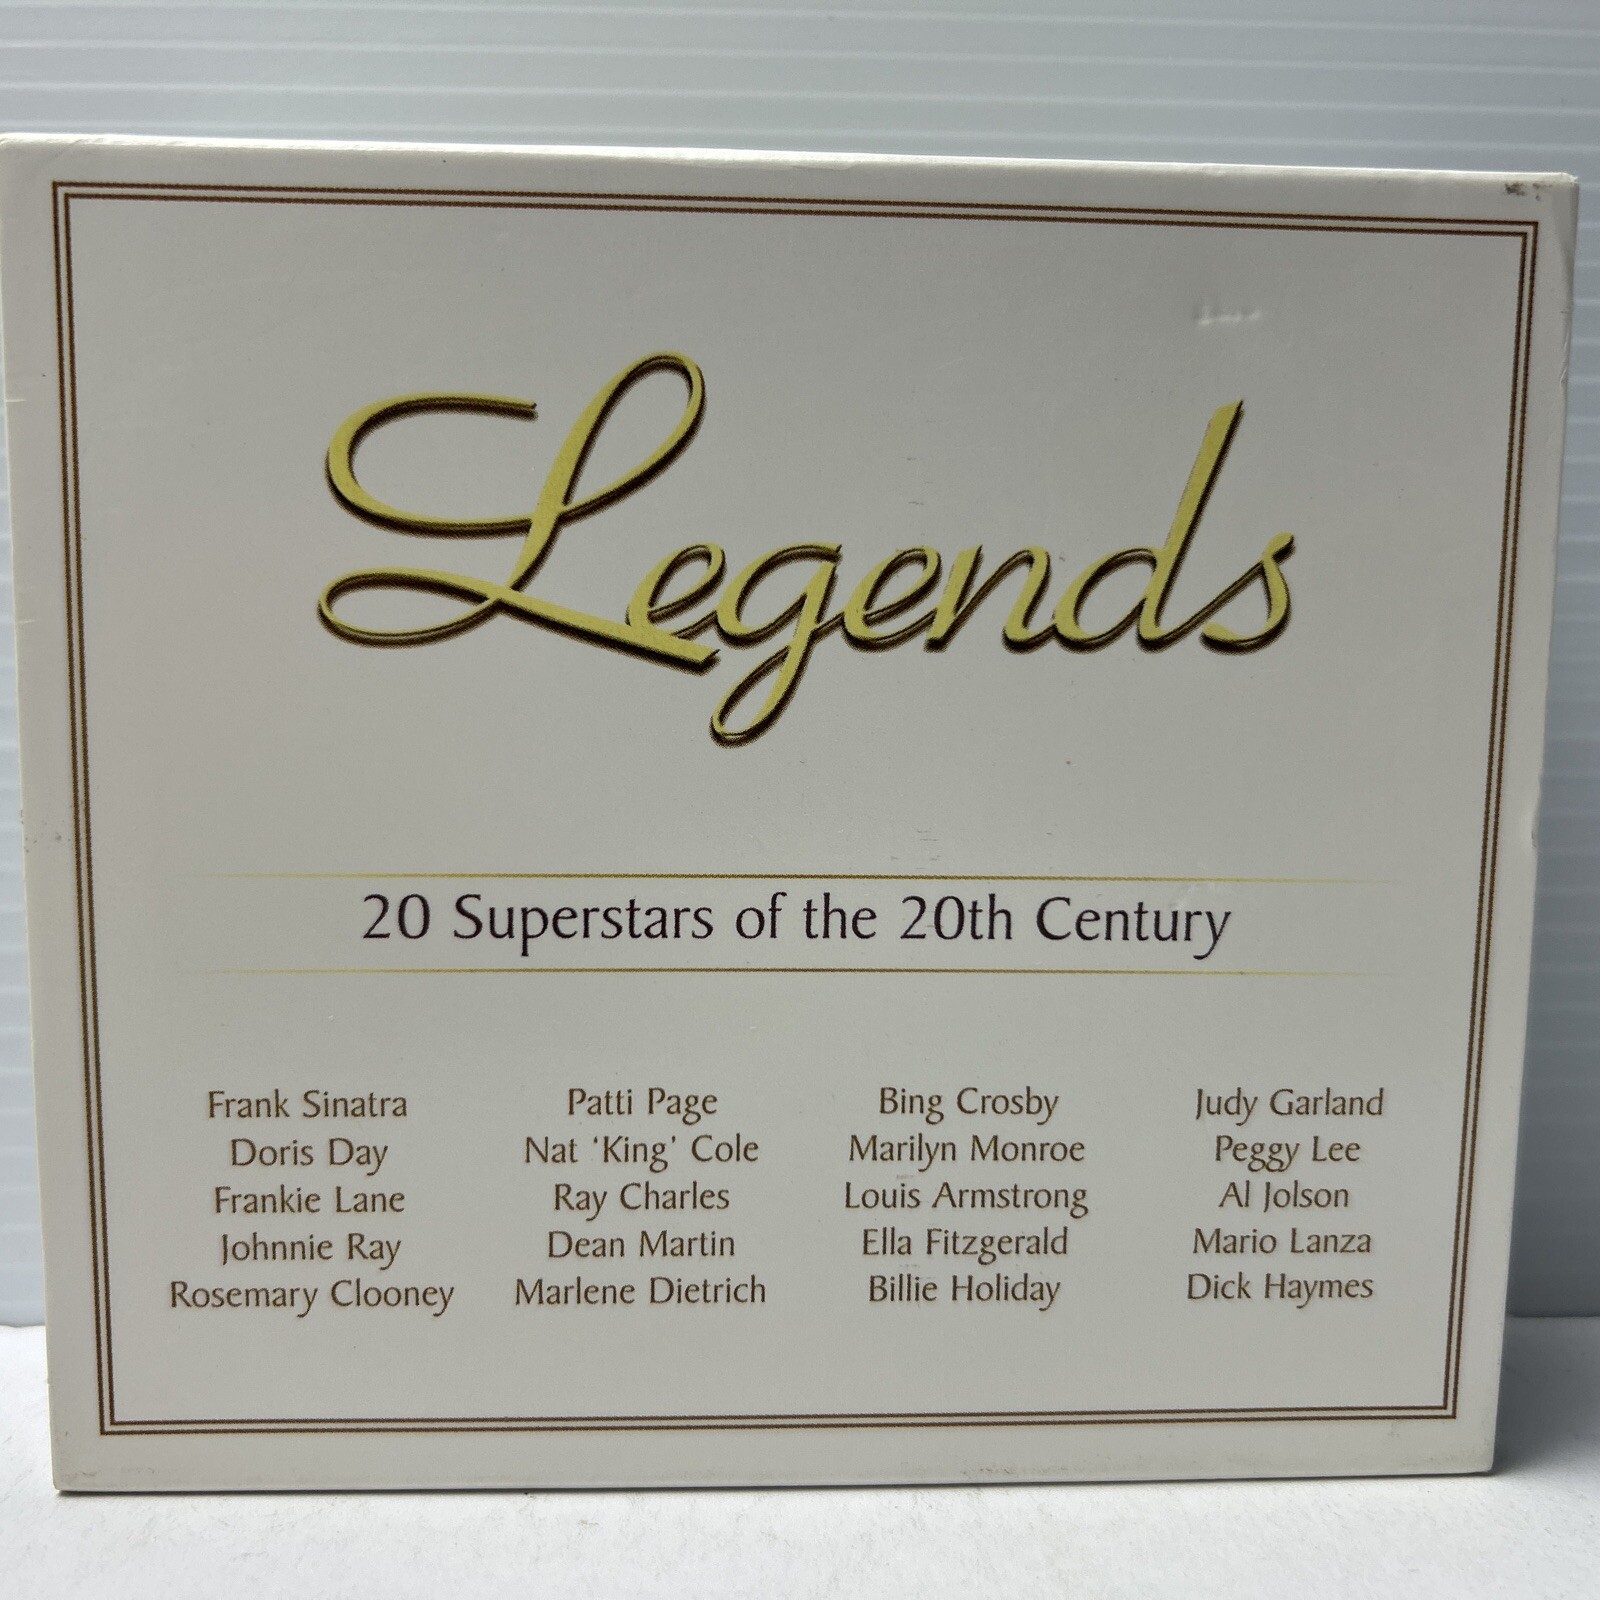 Legends
20 Superstars of the 20th Century
Frank Sinatra
Doris Day
Frankie Lane
Johnnie Ray
Rosemary Clooney
Patti Page
Nat ‘King’ Cole
Ray Charles
Dean Martin
Marlene Dietrich
Bing Crosby
Marilyn Monroe
Louis Armstrong
Ella Fitzgerald
Billie Holiday
Judy Garland
Peggy Lee
Al Jolson
Mario Lanza
Dick Haymes